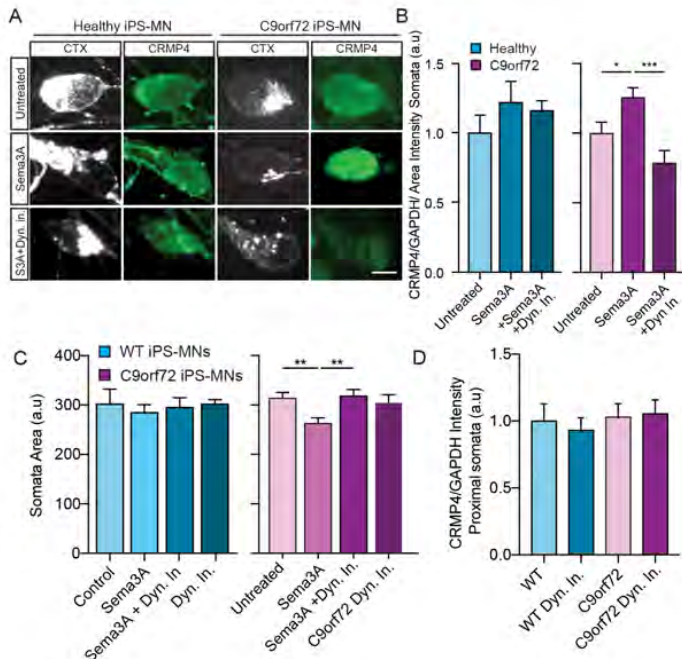 A
Healthy iPS-MN
C9orf72 iPS-MN
CTX
CRMP4
CTX
CRMP4
Untreated
Sema3A
S3A+Dyn. in.
B
Healthy
C9orf72
CRMP4/GAPDH/ Area Intensity Somata (a.u)
1.5
1.0
0.5
0.0
*
***
Untreated
Sema3A
+Sema3A
+Dyn. In.
Untreated
Sema3A
Sema3A
+Dyn In
C
WT iPS-MNs
C9orf72 iPS-MNs
Somata Area (a.u)
400
300
200
100
0
**
**
Control
Sema3A
Sema3A + Dyn. In
Dyn. In.
Untreated
Sema3A
Sema3A +Dyn. In
C9orf72 Dyn. In.
D
CRMP4/GAPDH Intensity
Proximal somata (a.u)
1.5
1.0
0.5
0.0
WT
WT Dyn. In.
C9orf72
C9orf72 Dyn. In.